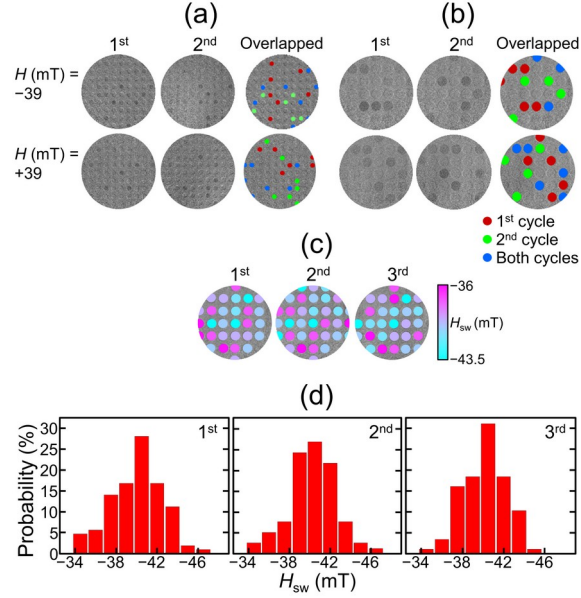 (a)
(b)
1st 2nd Overlapped
1st 2nd Overlapped
H (mT) =
−39
H (mT) =
+39
1st cycle
2nd cycle
Both cycles
(c)
1st 2nd 3rd
−36
Hsw (mT)
−43.5
(d)
Probability (%)
30
25
20
15
10
5
0
1st
2nd
3rd
−34 −38 −42 −46
−34 −38 −42 −46
−34 −38 −42 −46
Hsw (mT)